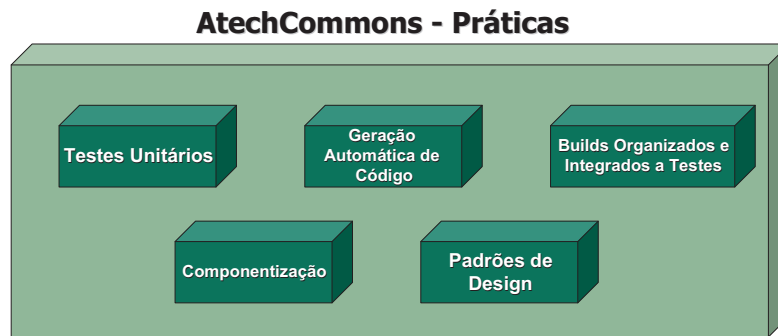 AtechCommons - Práticas
Testes Unitários
Geração
Automática de
Código
Builds Organizados e
Integrados a Testes
Componentização
Padrões de
Design